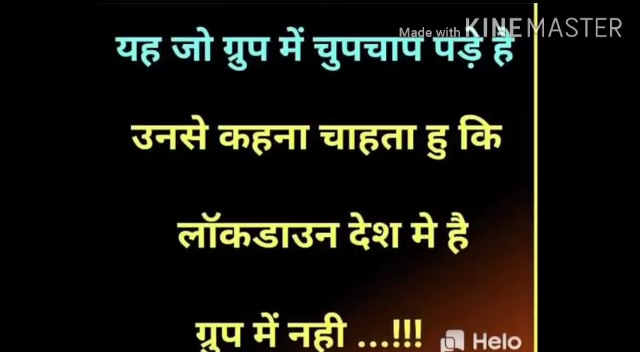 Made with KINEMASTER
यह जो ग्रुप में चुपचाप पड़े है
उनसे कहना चाहता हु कि
लॉकडाउन देश मे है
ग्रुप में नही ...!!!
Helo